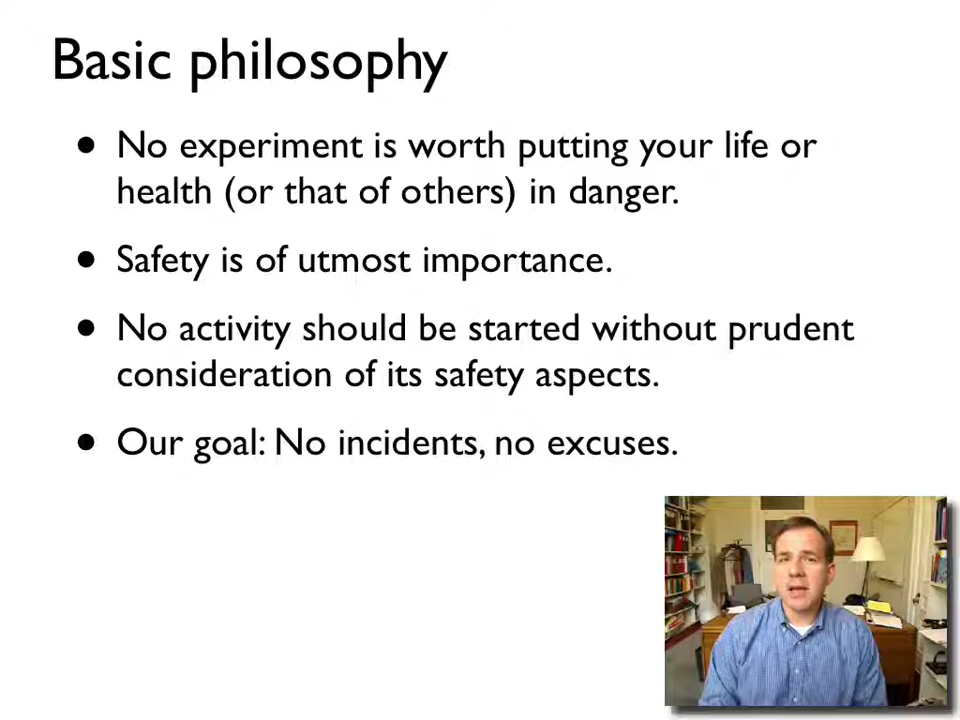 Basic philosophy
• No experiment is worth putting your life or
health (or that of others) in danger.
• Safety is of utmost importance.
• No activity should be started without prudent
consideration of its safety aspects.
• Our goal: No incidents, no excuses.